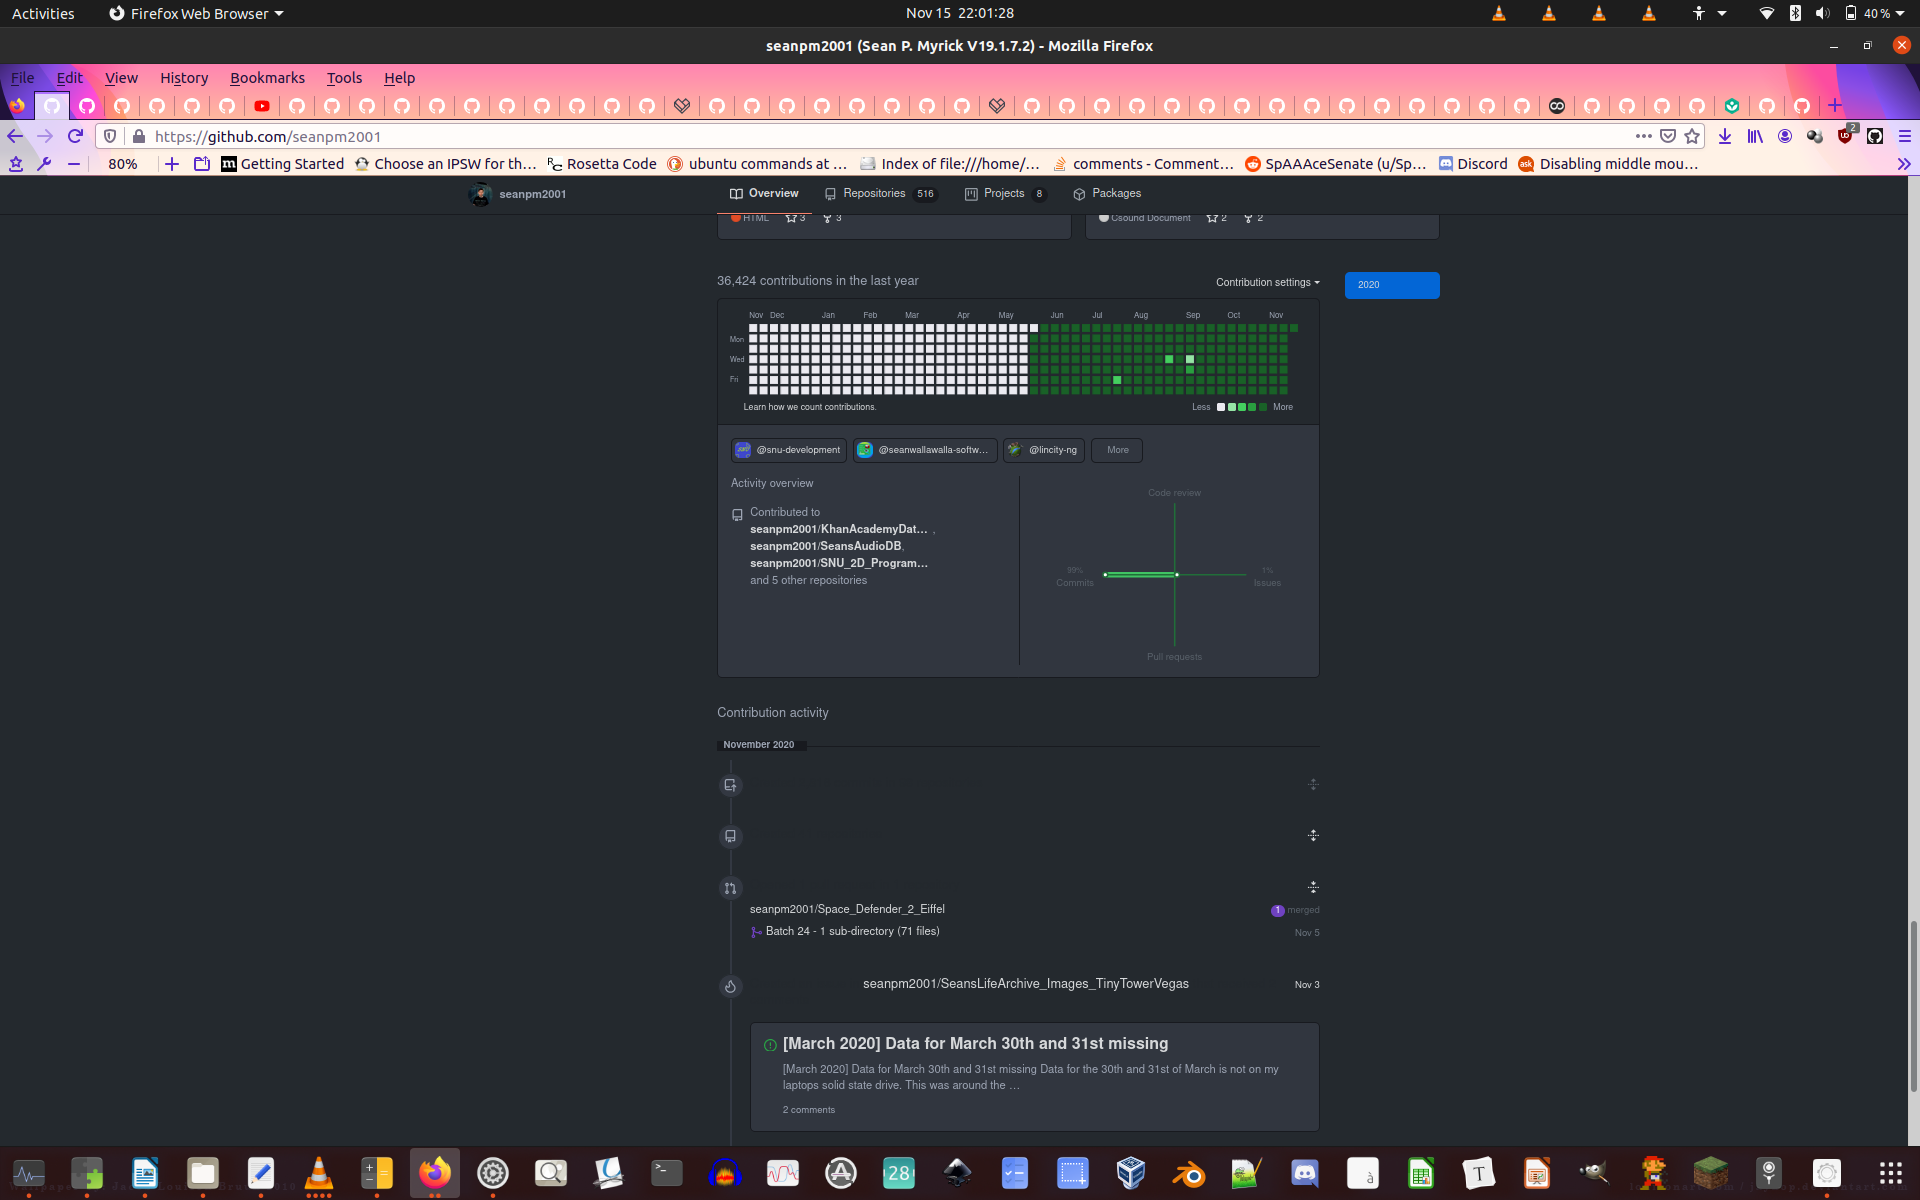 Activities
Firefox Web Browser
Nov 15 22:01:28
40 %
seanpm2001 (Sean P. Myrick V19.1.7.2) - Mozilla Firefox
File Edit View History Bookmarks Tools Help
https://github.com/seanpm2001
2
80%
Getting Started
Choose an IPSW for th…
Rosetta Code
ubuntu commands at …
Index of file:///home/…
comments - Comment…
SpAAAceSenate (u/Sp…
Discord
Disabling middle mou…
seanpm2001
Overview
Repositories 516
Projects 8
Packages
HTML 3 3
Csound Document 2 2
36,424 contributions in the last year
Contribution settings
2020
Nov Dec Jan Feb Mar Apr May Jun Jul Aug Sep Oct Nov
Mon
Wed
Fri
Learn how we count contributions.
Less More
@snu-development
@seanwallawalla-softw…
@lincity-ng
More
Activity overview
Contributed to
seanpm2001/KhanAcademyDat… ,
seanpm2001/SeansAudioDB,
seanpm2001/SNU_2D_Program…
and 5 other repositories
Code review
99%
Commits
1%
Issues
Pull requests
Contribution activity
November 2020
seanpm2001/Space_Defender_2_Eiffel
1 merged
Batch 24 - 1 sub-directory (71 files)
Nov 5
seanpm2001/SeansLifeArchive_Images_TinyTowerVegas
Nov 3
[March 2020] Data for March 30th and 31st missing
[March 2020] Data for March 30th and 31st missing Data for the 30th and 31st of March is not on my
laptops solid state drive. This was around the …
2 comments
28